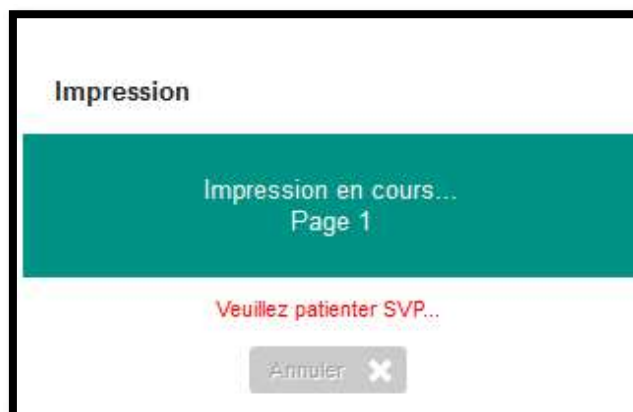 Impression
Impression en cours...
Page 1
Veuillez patienter SVP...
Annuler